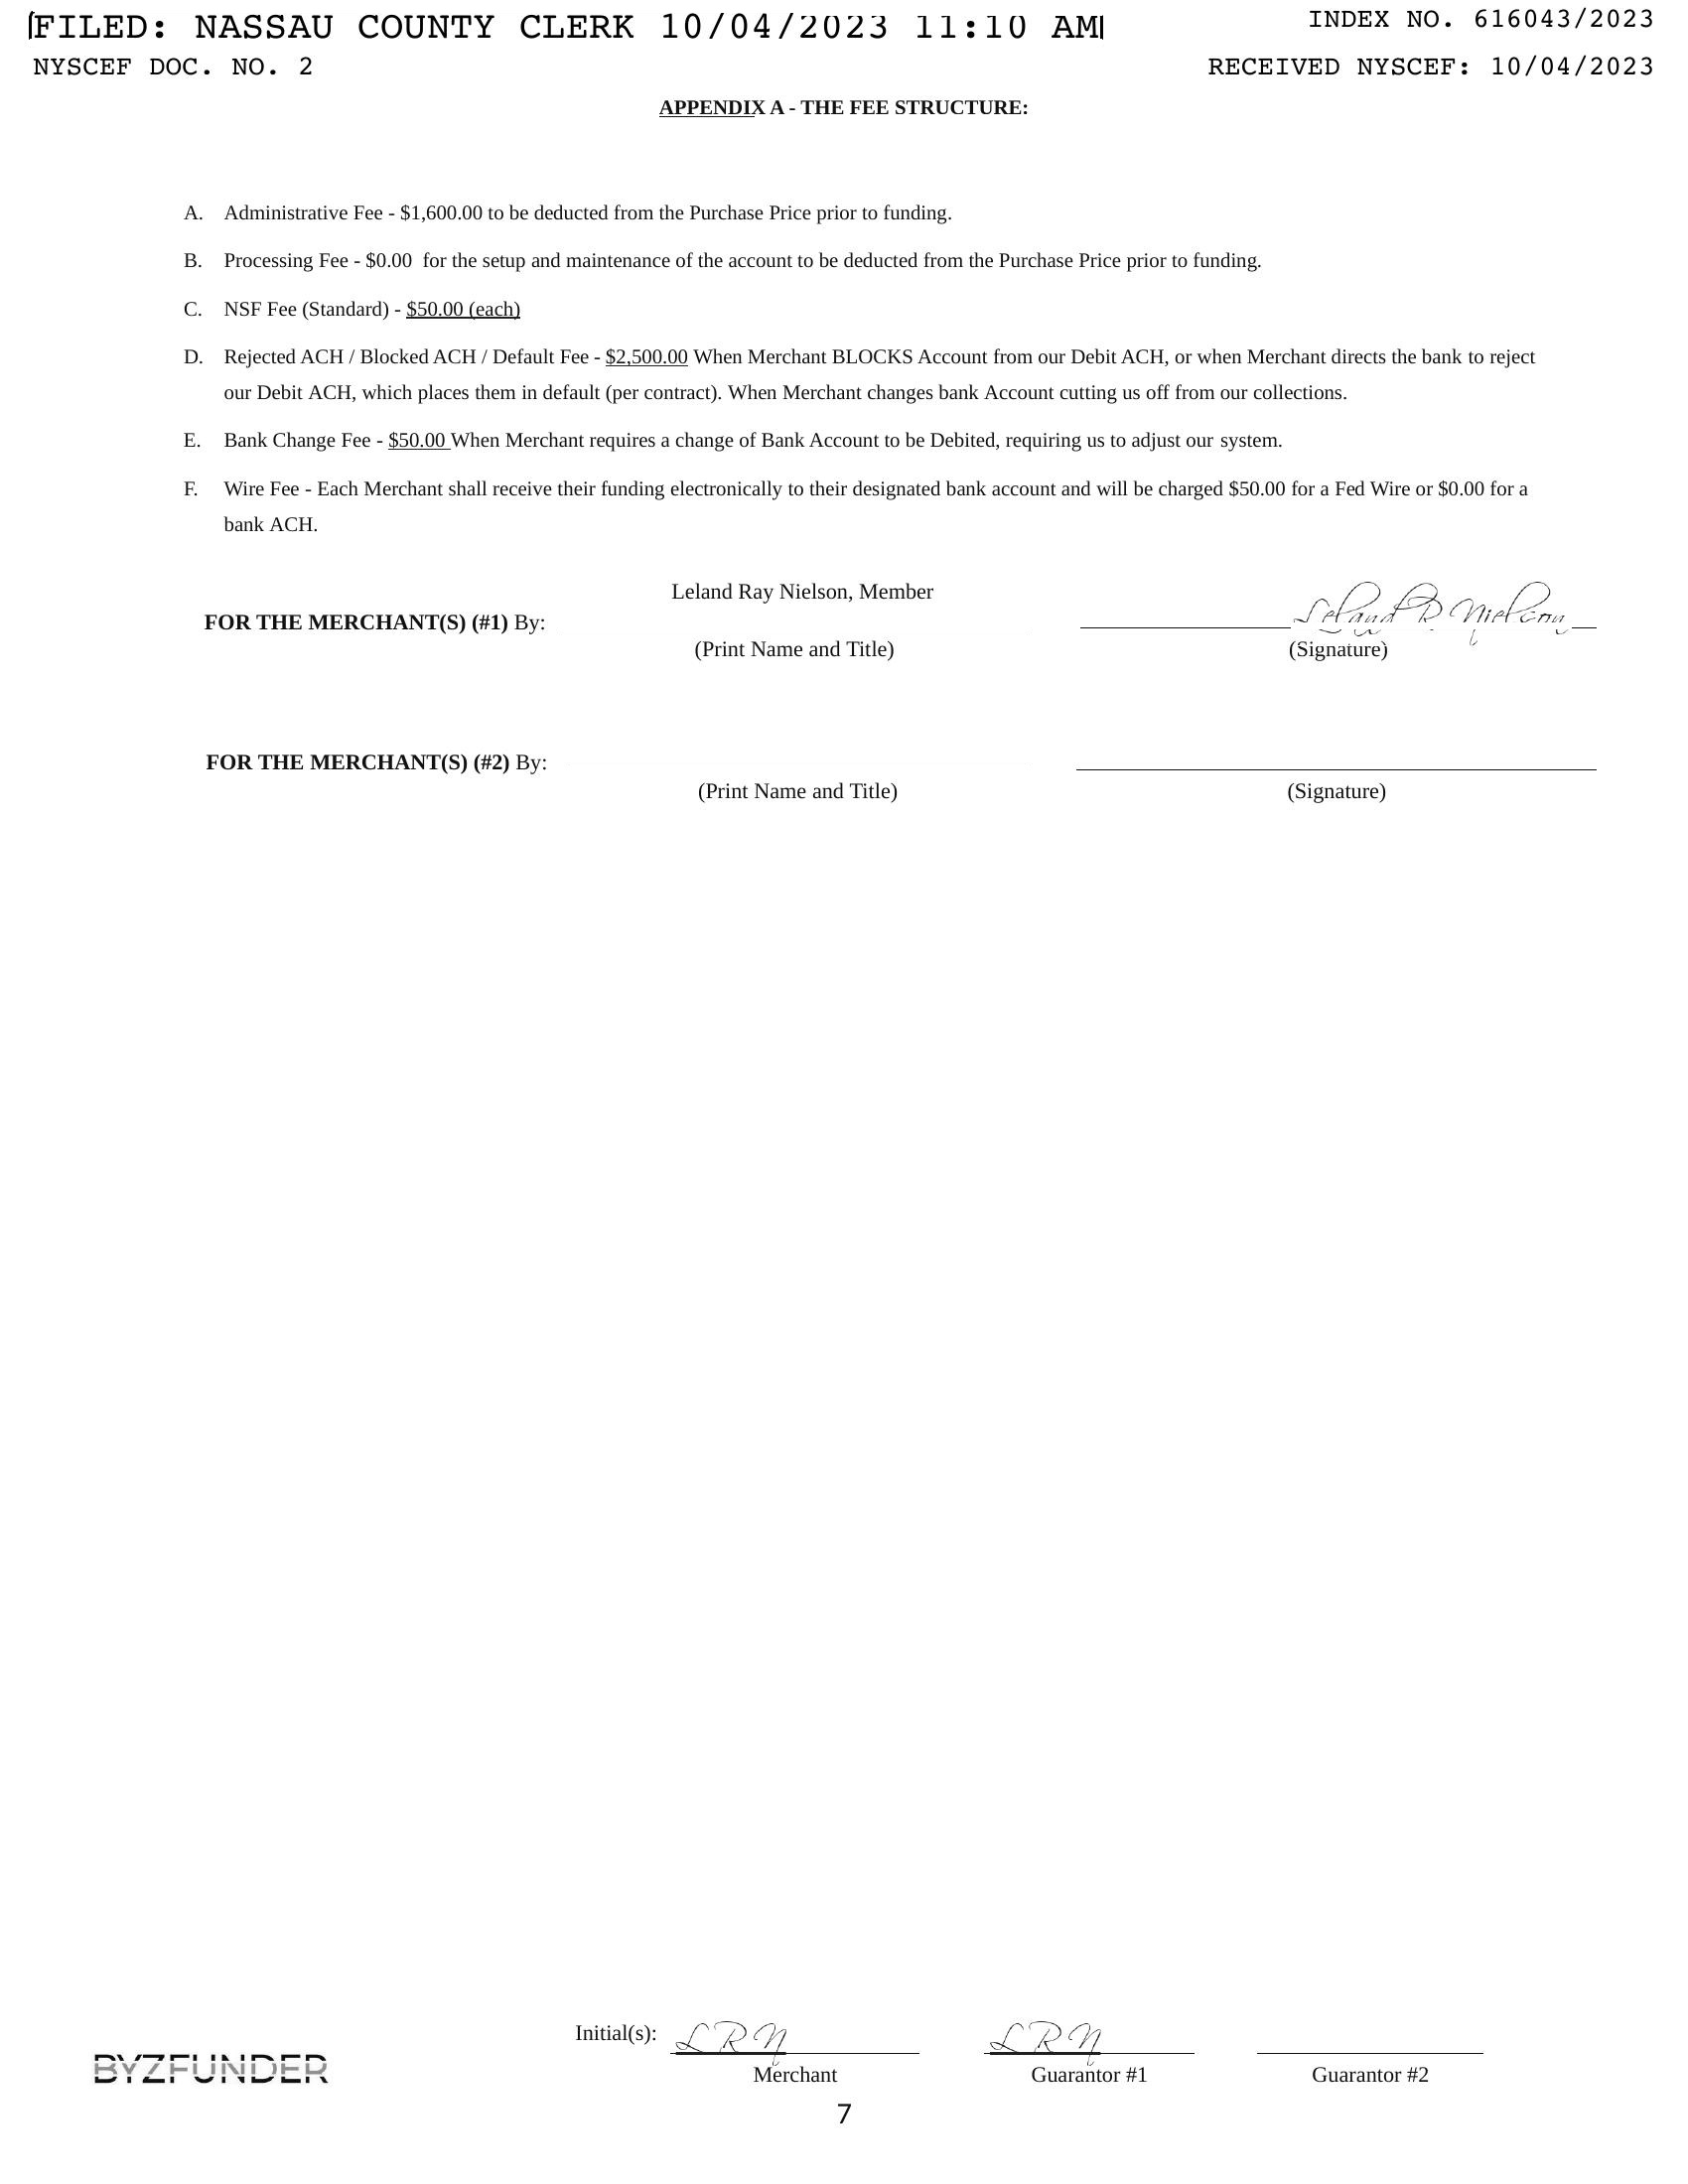 FILED: NASSAU COUNTY CLERK 10/04/2023 11:10 AM
INDEX NO. 616043/2023
NYSCEF DOC. NO. 2
RECEIVED NYSCEF: 10/04/2023
APPENDIX A - THE FEE STRUCTURE:
A. Administrative Fee - $1,600.00 to be deducted from the Purchase Price prior to funding.
B. Processing Fee - $0.00 for the setup and maintenance of the account to be deducted from the Purchase Price prior to funding.
C. NSF Fee (Standard) - $50.00 (each)
D. Rejected ACH / Blocked ACH / Default Fee - $2,500.00 When Merchant BLOCKS Account from our Debit ACH, or when Merchant directs the bank to reject
our Debit ACH, which places them in default (per contract). When Merchant changes bank Account cutting us off from our collections.
E. Bank Change Fee - $50.00 When Merchant requires a change of Bank Account to be Debited, requiring us to adjust our system.
F. Wire Fee - Each Merchant shall receive their funding electronically to their designated bank account and will be charged $50.00 for a Fed Wire or $0.00 for a
bank ACH.
Leland Ray Nielson, Member
FOR THE MERCHANT(S) (#1) By: Leland R Nielson
(Print Name and Title) (Signature)
FOR THE MERCHANT(S) (#2) By:
(Print Name and Title) (Signature)
Initial(s): LRN LRN
Merchant Guarantor #1 Guarantor #2
BYZFUNDER
7